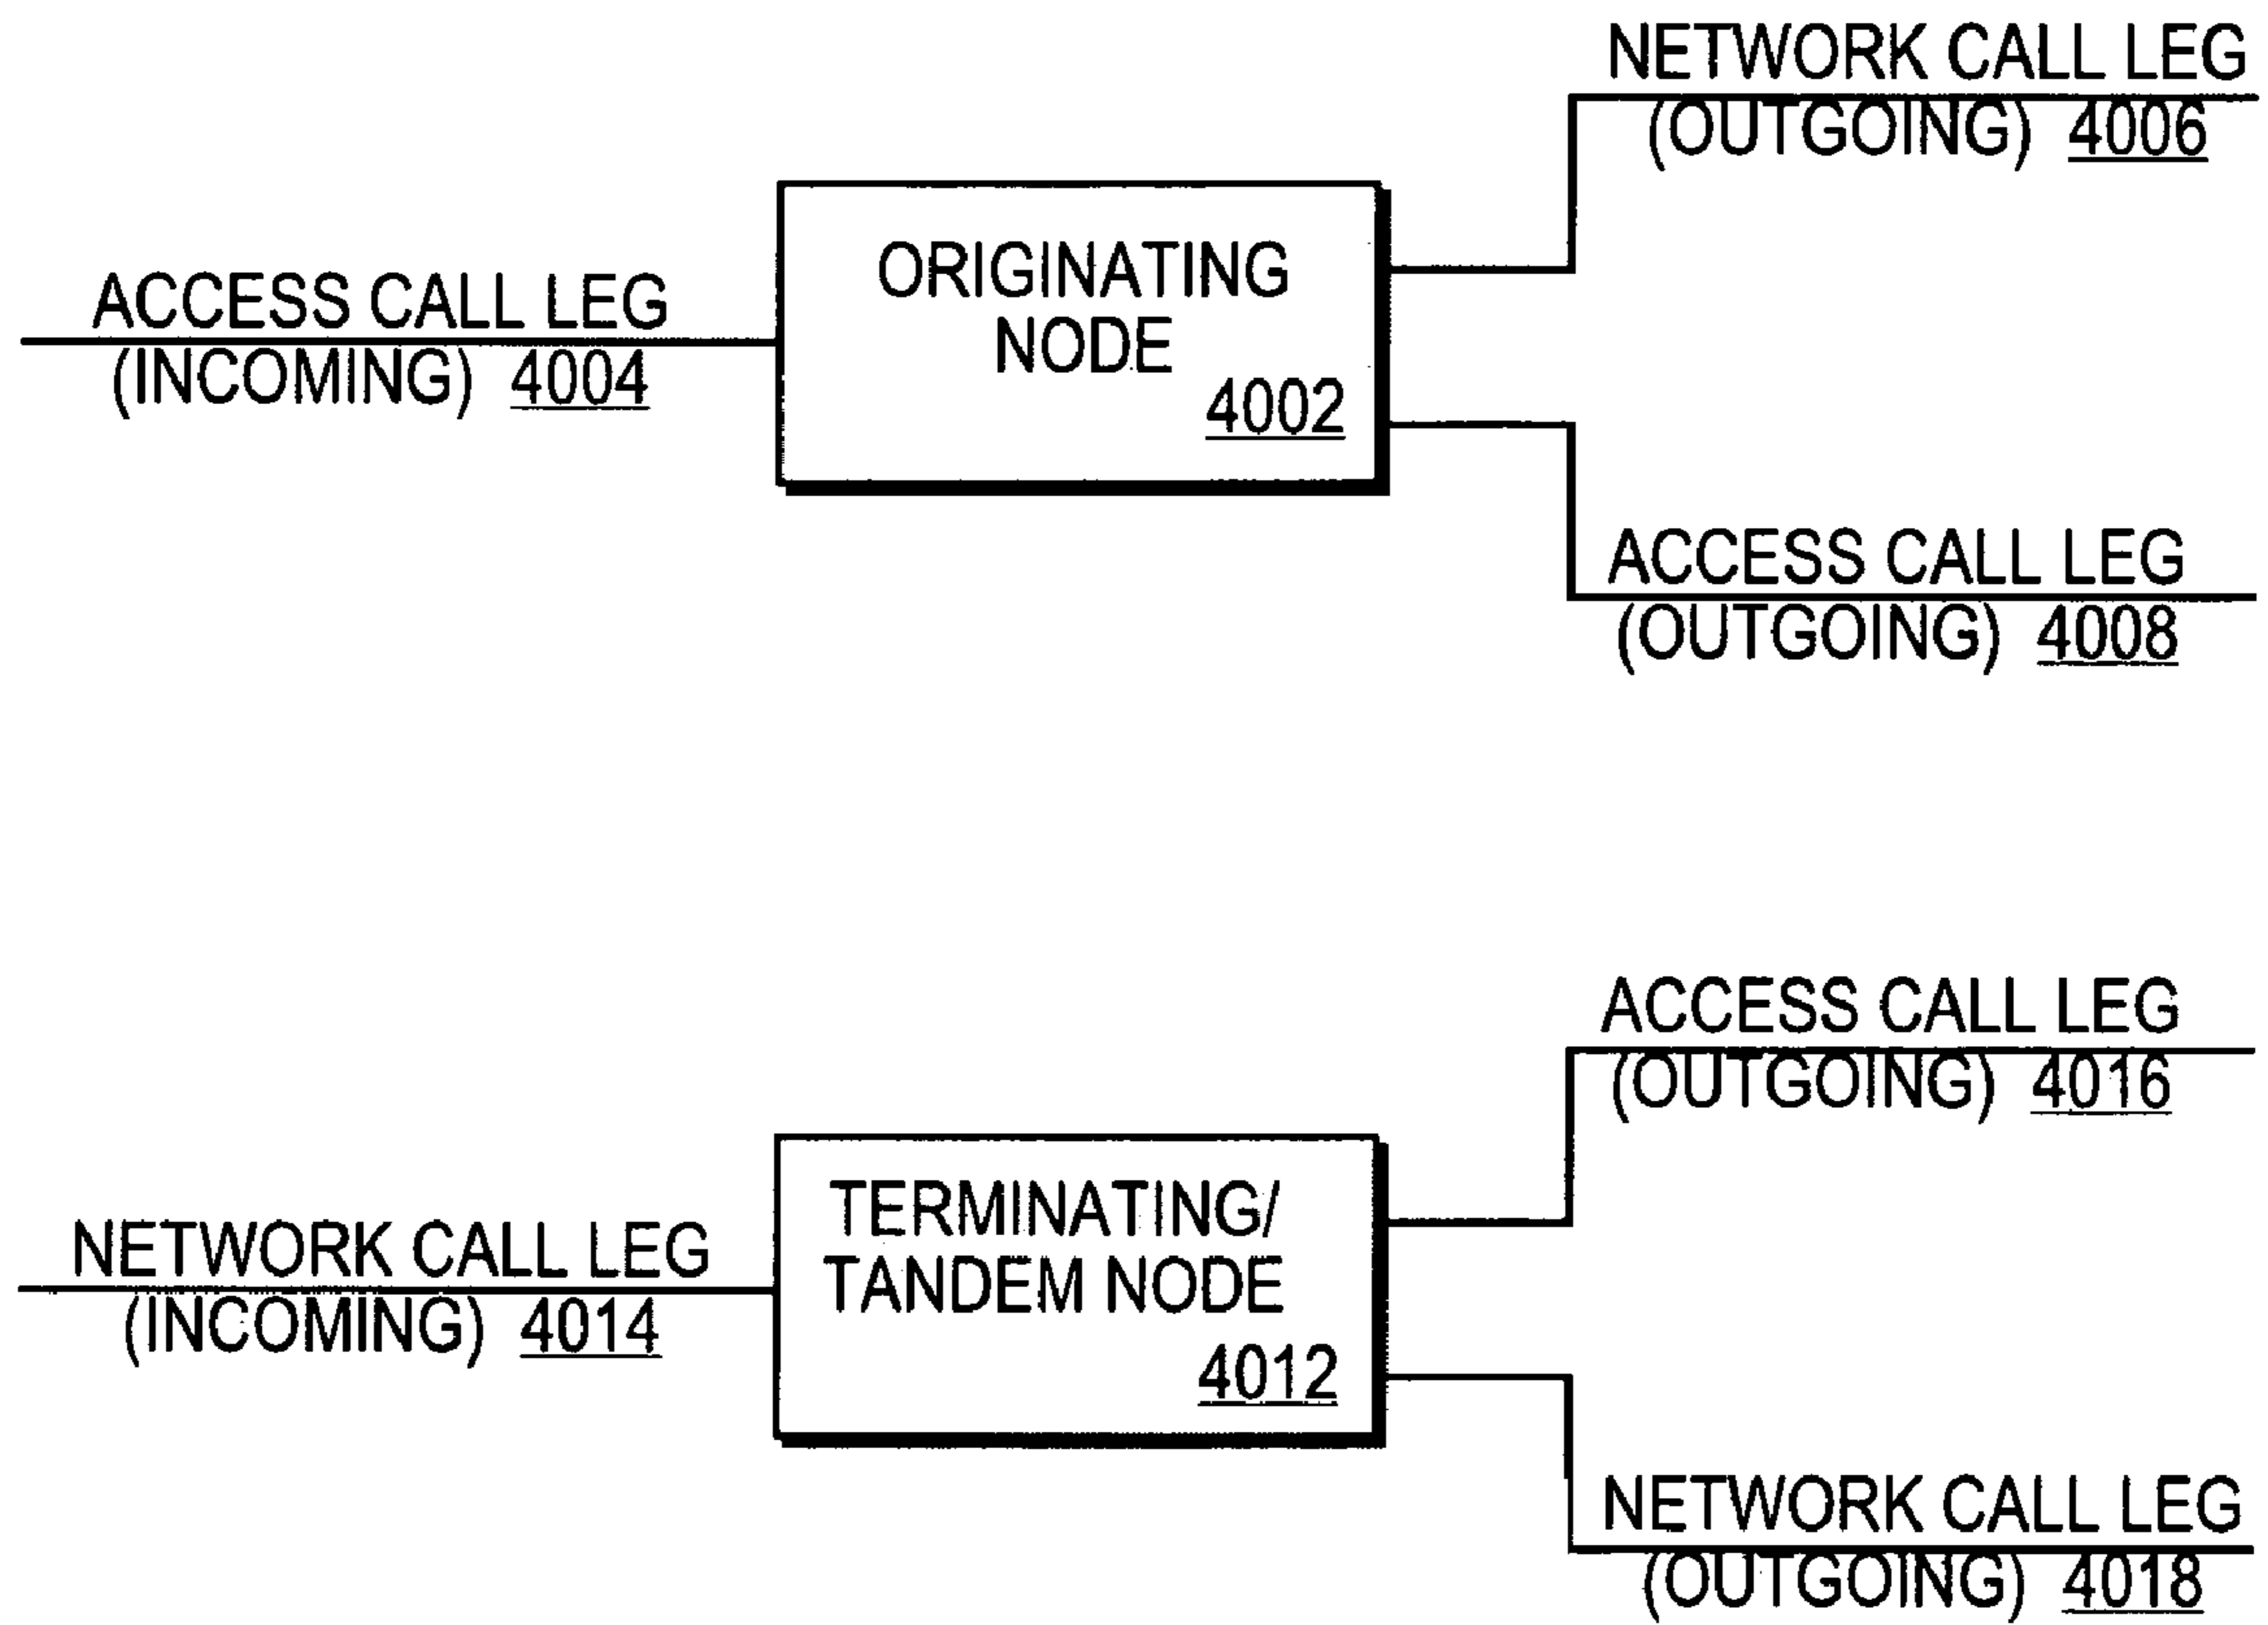 NETWORK CALL LEG
(OUTGOING) 4006
ORIGINATING
NODE
4002
ACCESS CALL LEG
(INCOMING) 4004
ACCESS CALL LEG
(OUTGOING) 4008
ACCESS CALL LEG
(OUTGOING) 4016
TERMINATING/
TANDEM NODE
4012
NETWORK CALL LEG
(INCOMING) 4014
NETWORK CALL LEG
(OUTGOING) 4018